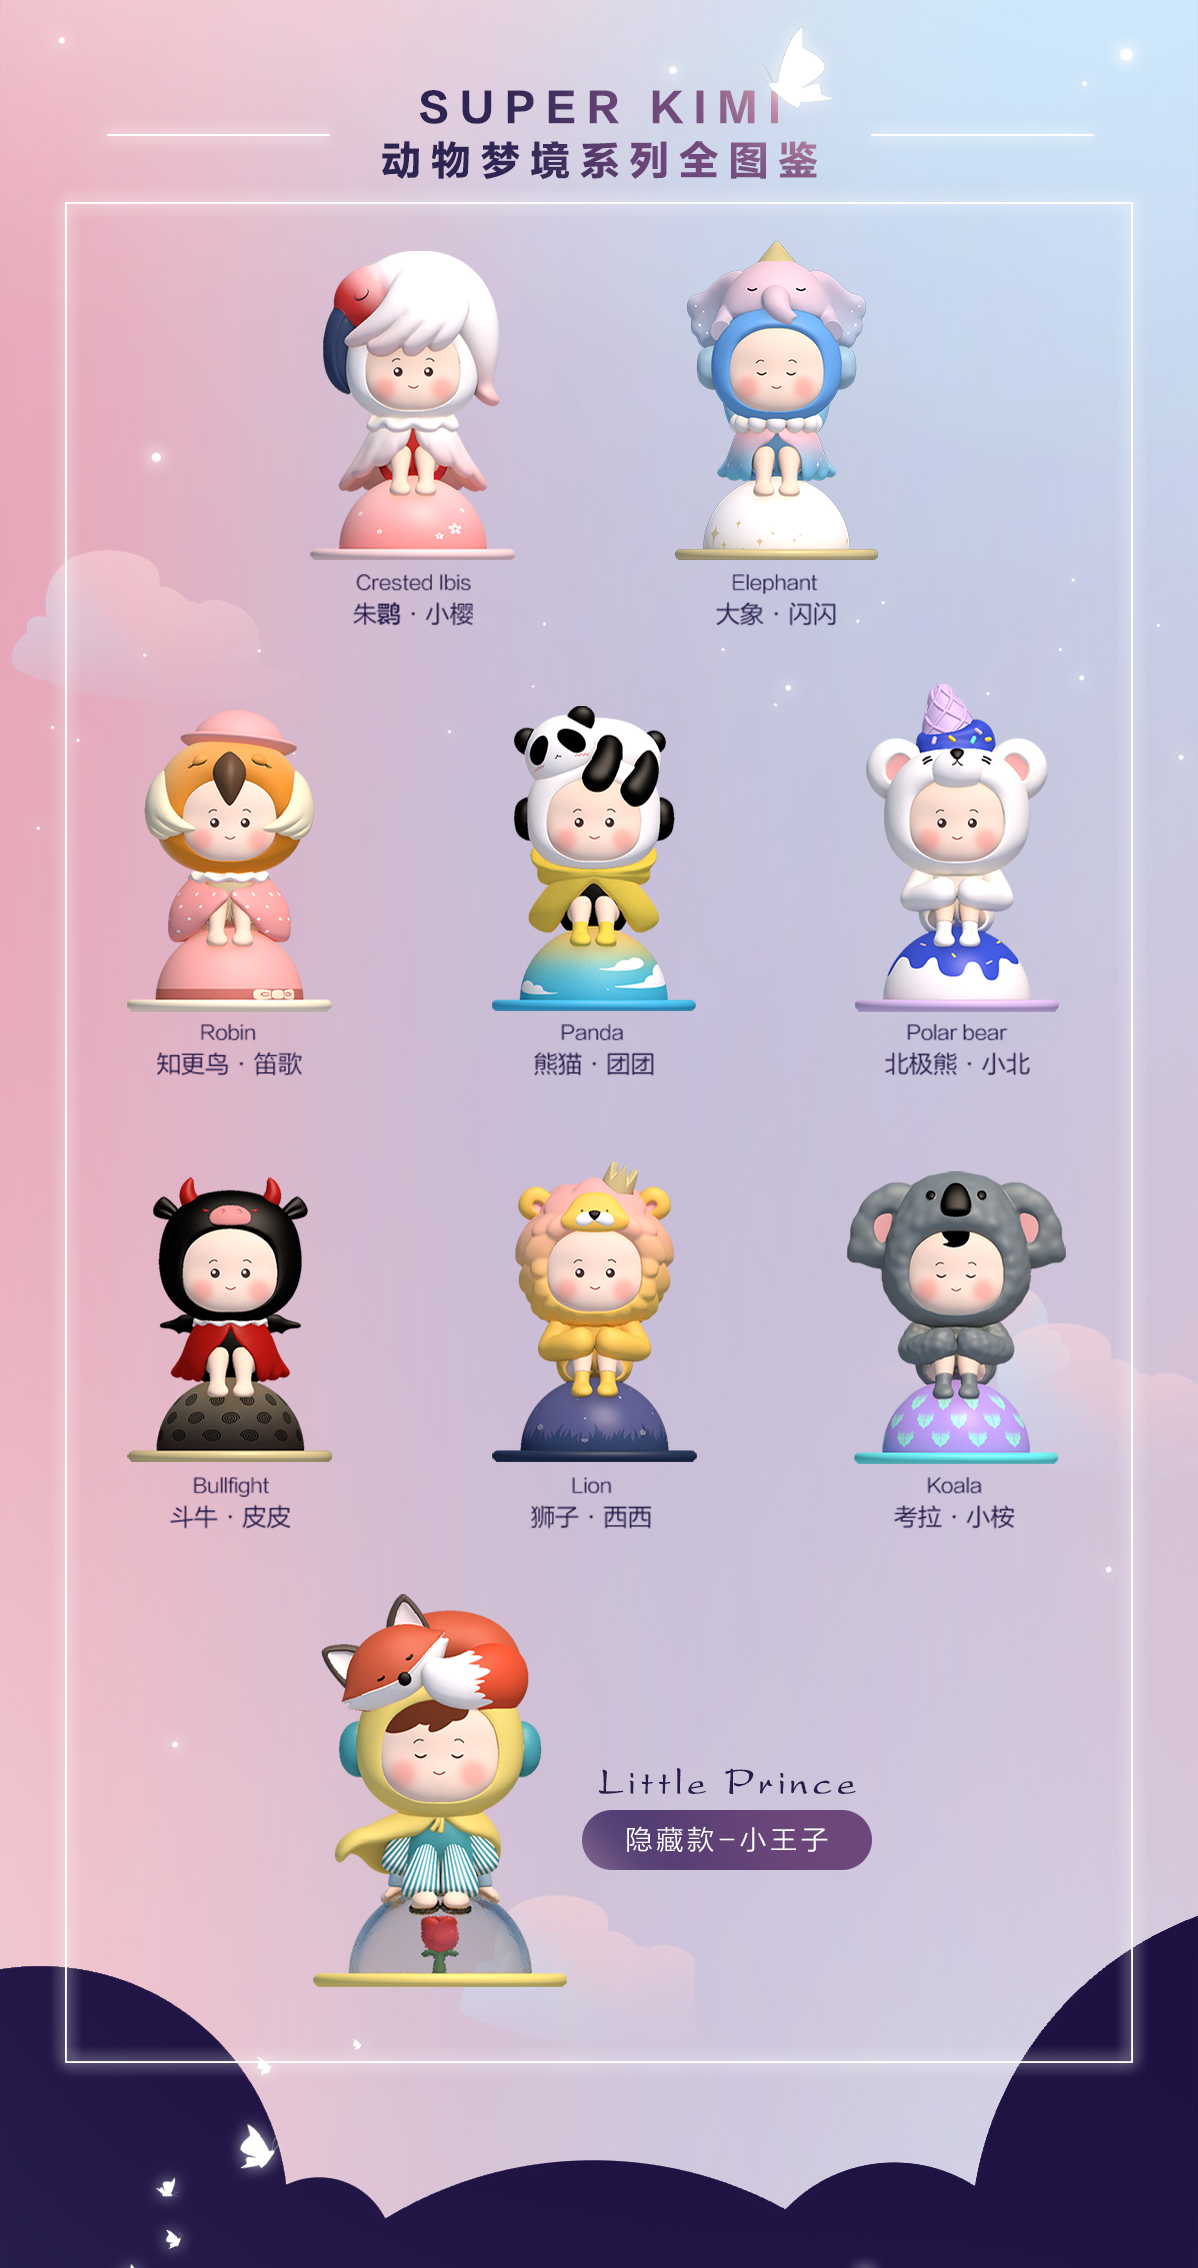 SUPER KIMI
动物梦境系列全图鉴
Crested Ibis
朱鹮·小樱
Elephant
大象·闪闪
Robin
知更鸟·笛歌
Panda
熊猫·团团
Polar bear
北极熊·小北
Bullfight
斗牛·皮皮
Lion
狮子·西西
Koala
考拉·小桉
Little Prince
隐藏款-小王子